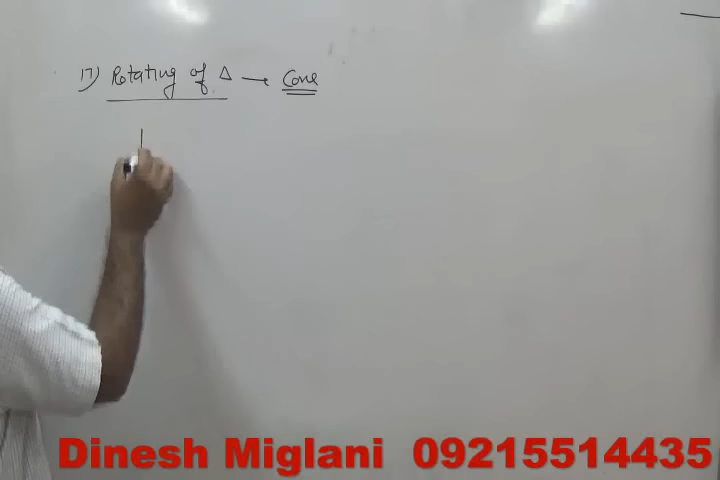 17) Rotating of Δ → Cone
Dinesh Miglani 09215514435